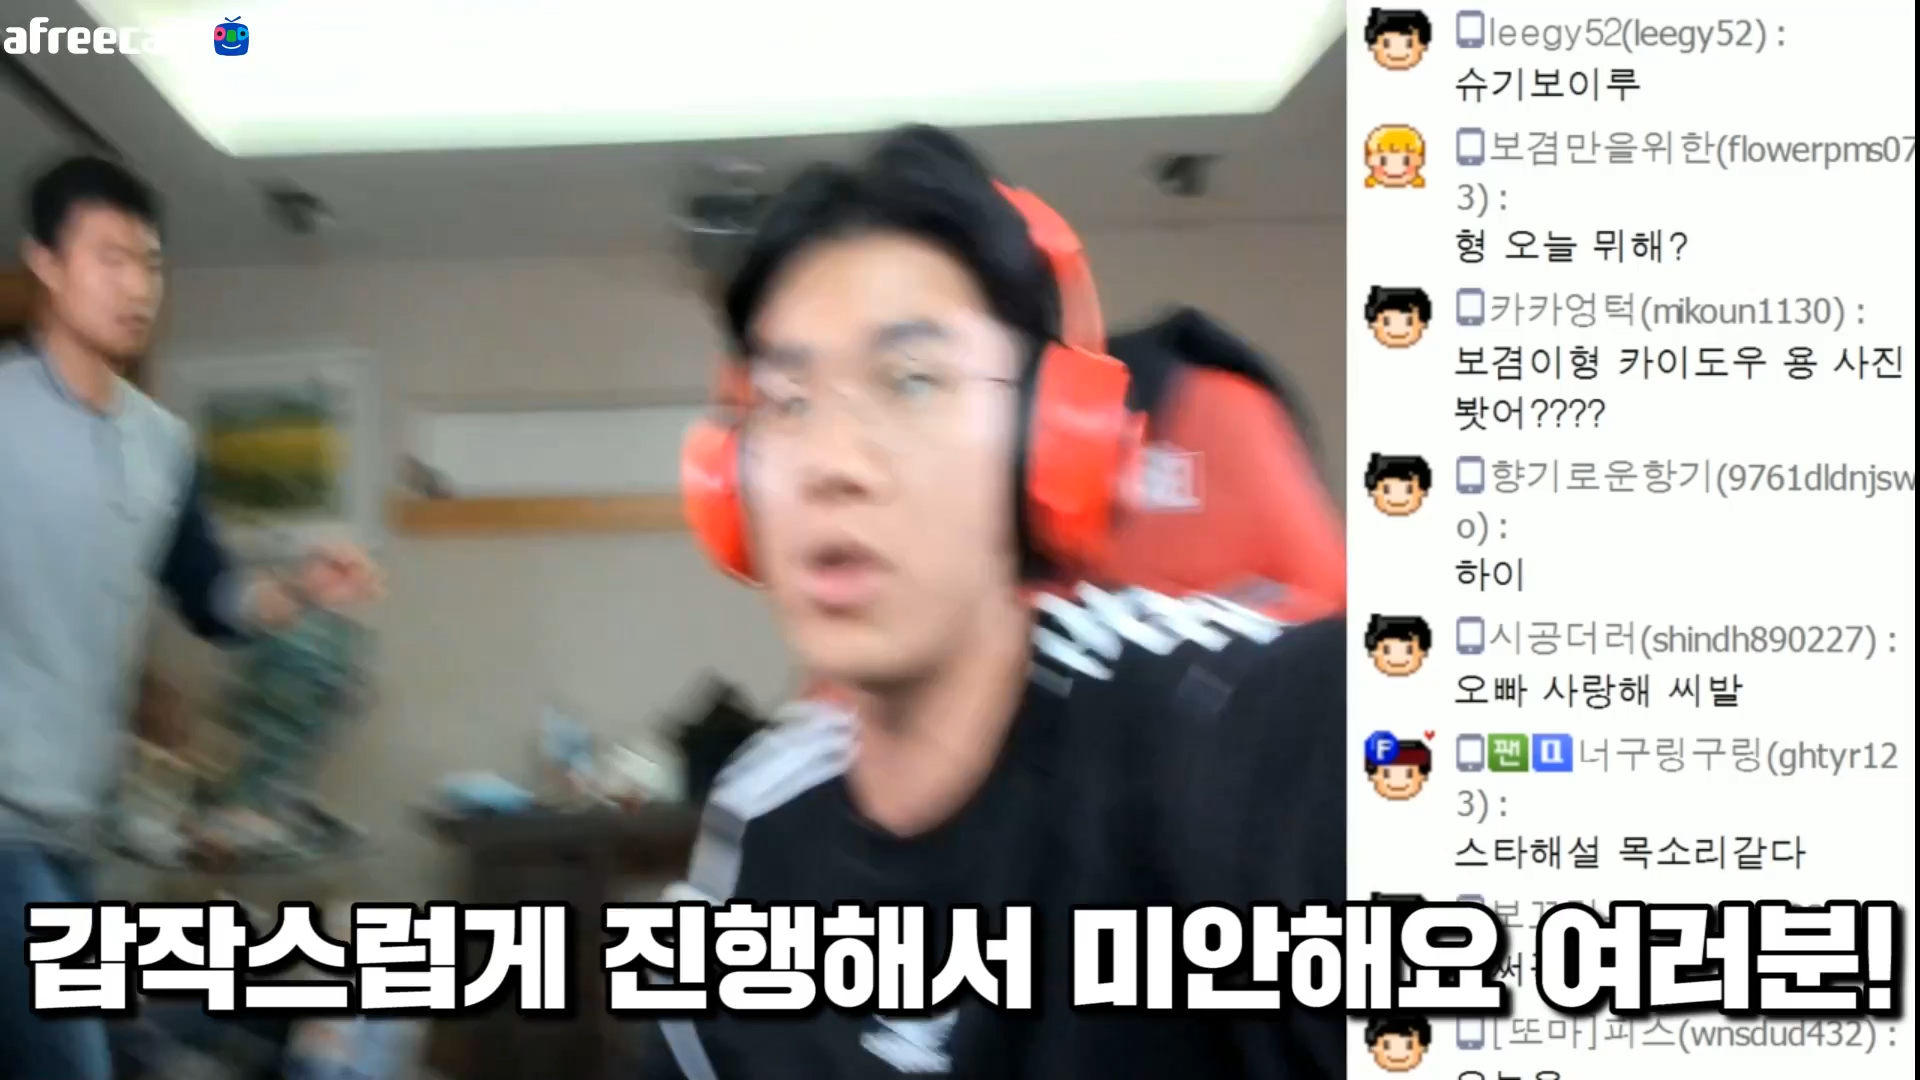 afreeca
leegy52(leegy52) :
슈기보이루
보겸만을위한(flowerpms07
3) :
형 오늘 뮈해?
카카엉턱(mikoun1130) :
보겸이형 카이도우 용 사진
봣어????
향기로운항기(9761dldnjsw
o) :
하이
시공더러(shindh890227) :
오빠 사랑해 씨발
F 팬 너구링구링(ghtyr12
3) :
스타해설 목소리같다
갑작스럽게 진행해서 미안해요 여러분!
[또마]피스(wnsdud432) :